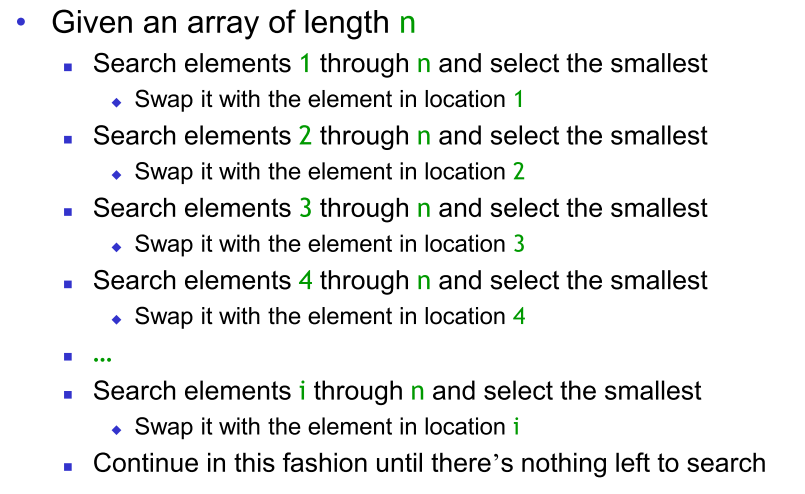 • Given an array of length n
▪ Search elements 1 through n and select the smallest
◆ Swap it with the element in location 1
▪ Search elements 2 through n and select the smallest
◆ Swap it with the element in location 2
▪ Search elements 3 through n and select the smallest
◆ Swap it with the element in location 3
▪ Search elements 4 through n and select the smallest
◆ Swap it with the element in location 4
▪ ...
▪ Search elements i through n and select the smallest
◆ Swap it with the element in location i
▪ Continue in this fashion until there’s nothing left to search